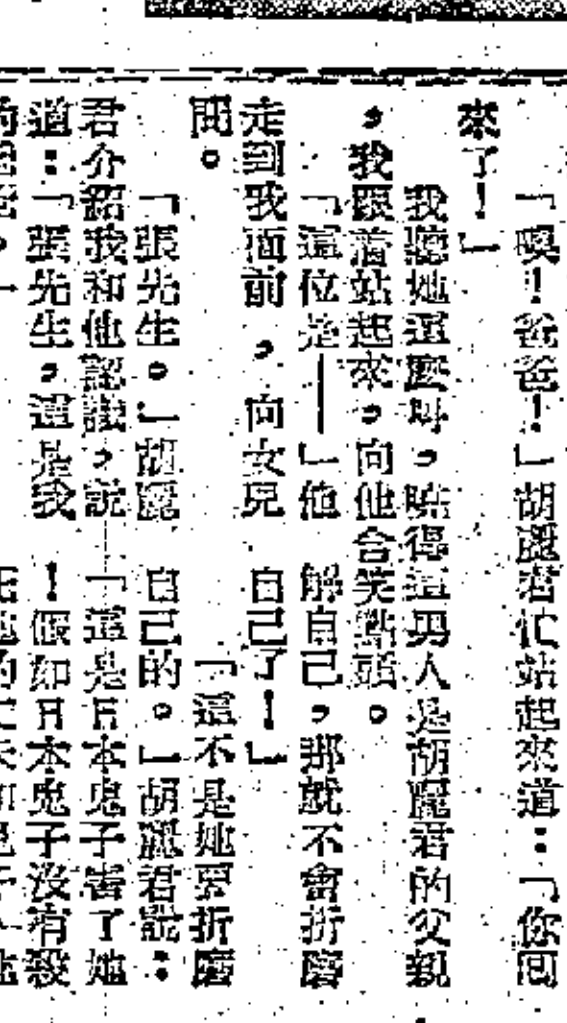 「噢！爸爸！」胡麗君忙站起來道：「你回
來了！」
我聽她這麼叫，曉得這男人是胡麗君的父親
，我跟着站起來，向他含笑點頭。
「這位是——」他
走到我面前，向女兒
問。
「張先生。」胡麗
君介紹我和他認識，說
道：「張先生，這是我
解自己，那就不會折磨
自己了！」
「這不是她要折磨
自己的。」胡麗君說：
「這是日本鬼子害了她
！假如日本鬼子沒有殺